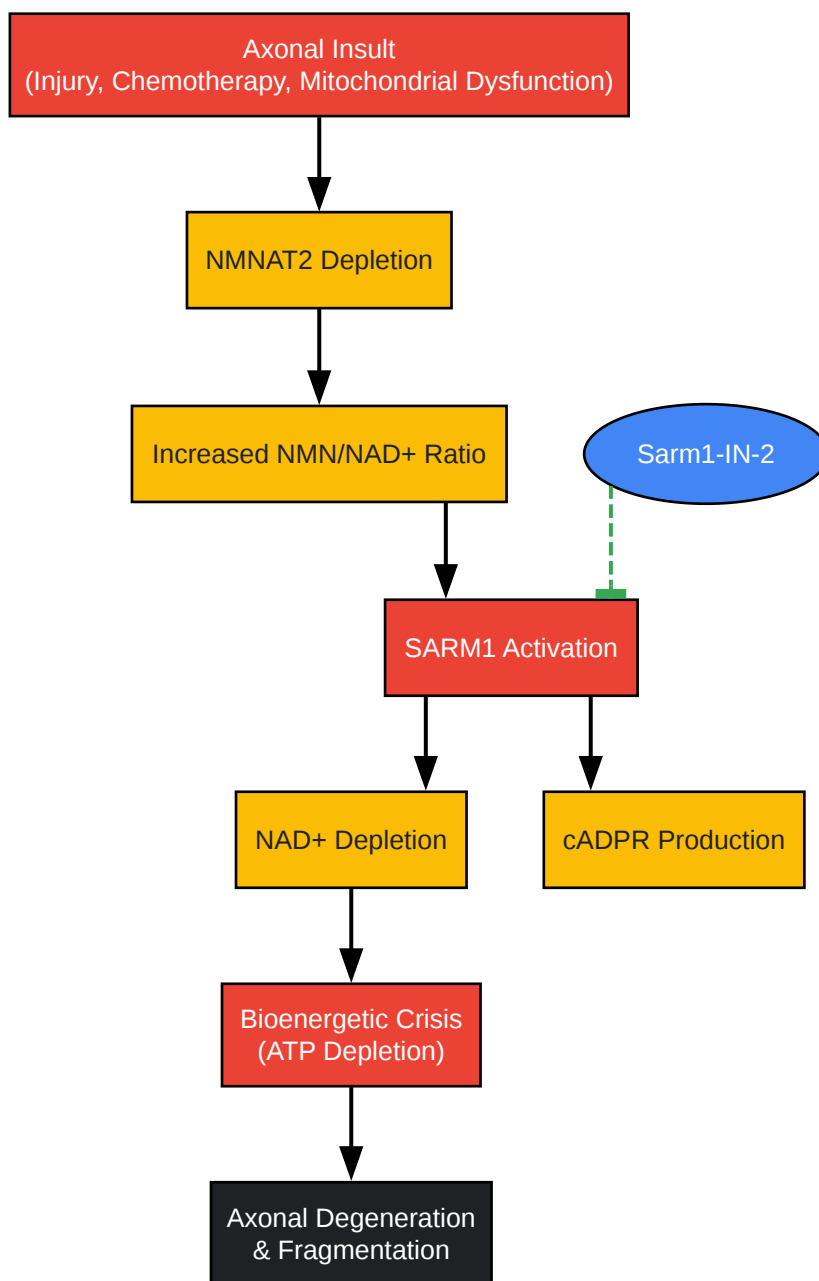 Axonal Insult
(Injury, Chemotherapy, Mitochondrial Dysfunction)
NMNAT2 Depletion
Increased NMN/NAD+ Ratio
Sarm1-IN-2
SARM1 Activation
NAD+ Depletion
cADPR Production
Bioenergetic Crisis
(ATP Depletion)
Axonal Degeneration
& Fragmentation